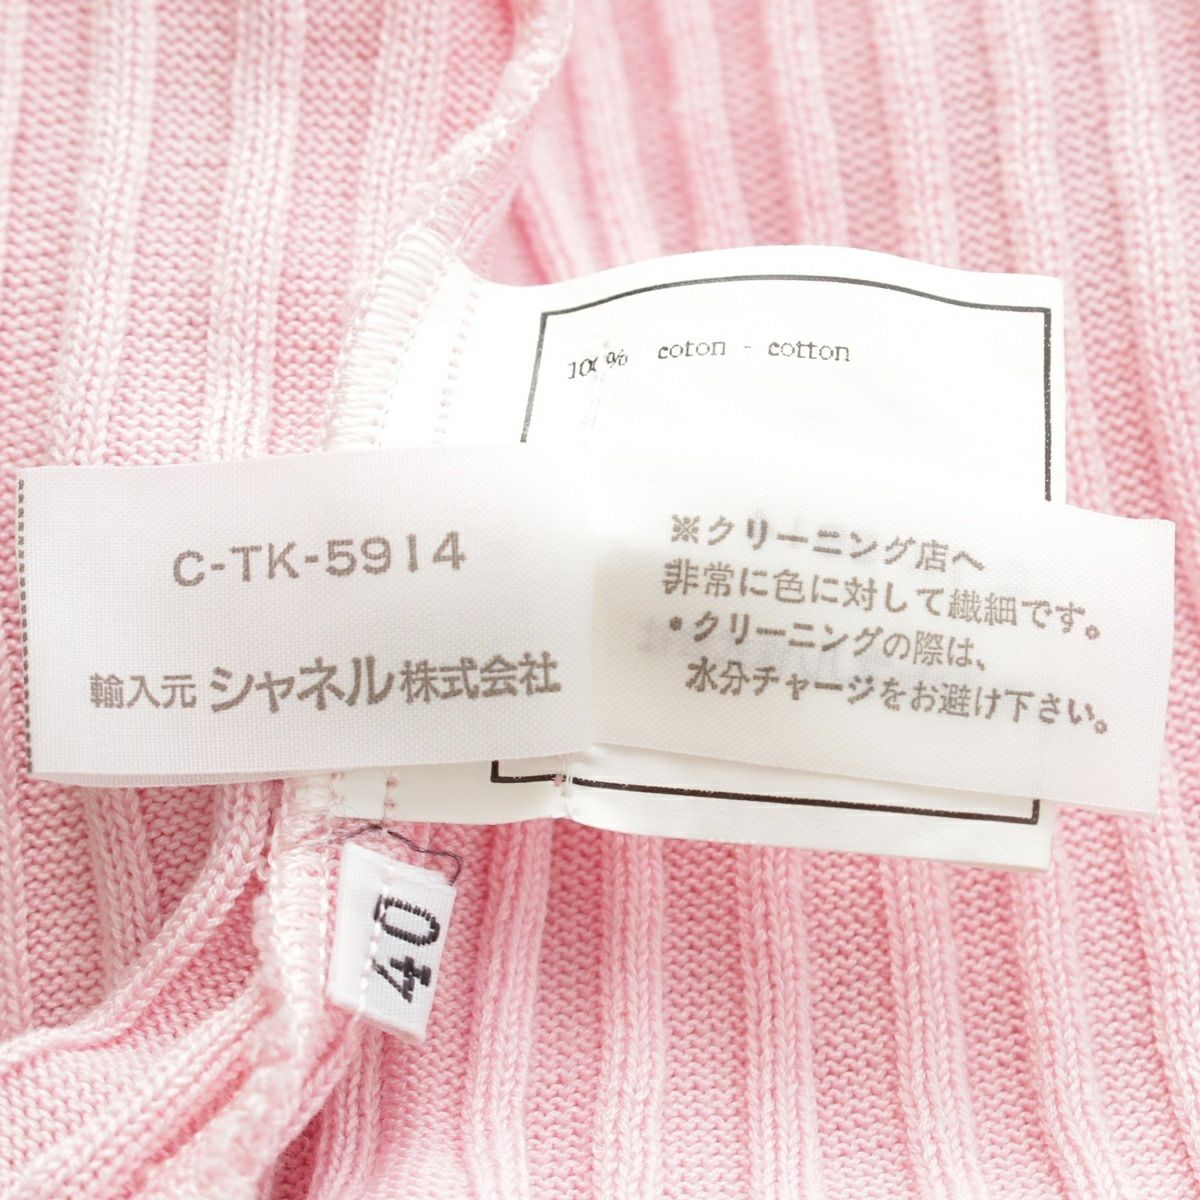 100% coton - cotton
C-TK-5914
輸入元 シャネル株式会社
※クリーニング店へ
非常に色に対して繊細です。
•クリーニングの際は、
水分チャージをお避け下さい。
40